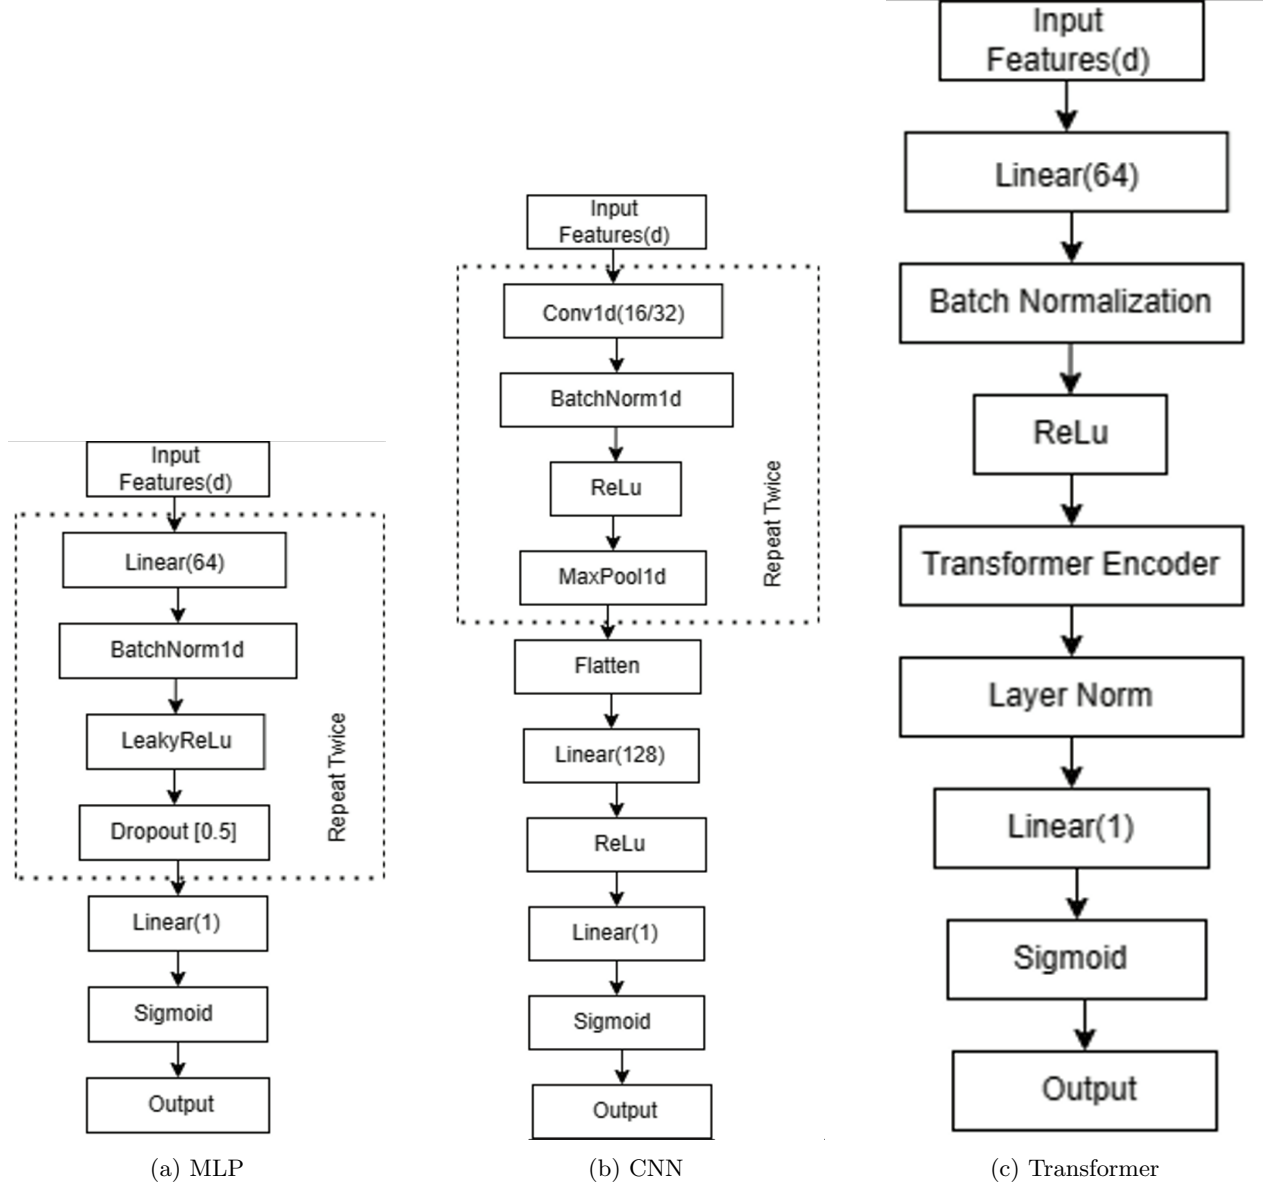 Input
Features(d)
Linear(64)
BatchNorm1d
LeakyReLu
Dropout [0.5]
Repeat Twice
Linear(1)
Sigmoid
Output
(a) MLP
Input
Features(d)
Conv1d(16/32)
BatchNorm1d
ReLu
MaxPool1d
Repeat Twice
Flatten
Linear(128)
ReLu
Linear(1)
Sigmoid
Output
(b) CNN
Input
Features(d)
Linear(64)
Batch Normalization
ReLu
Transformer Encoder
Layer Norm
Linear(1)
Sigmoid
Output
(c) Transformer